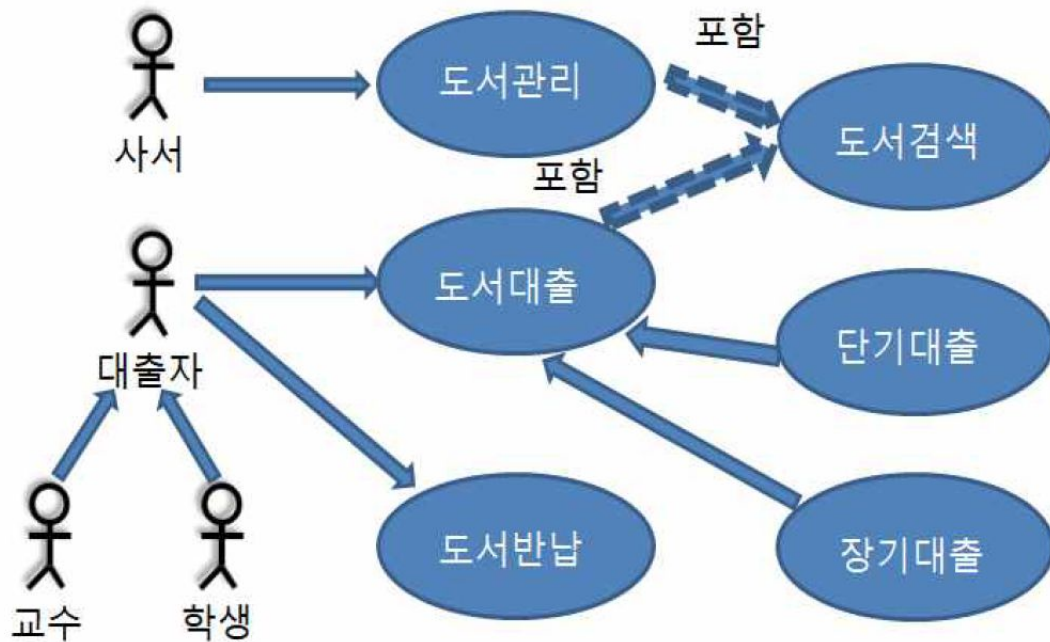 포함
도서관리
도서검색
사서
포함
도서대출
단기대출
대출자
도서반납
장기대출
교수
학생